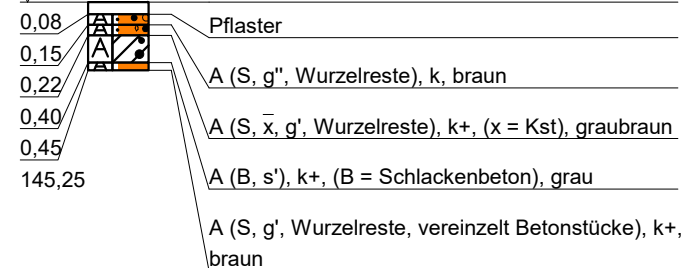 0,08
Pflaster
0,15
A (S, g'', Wurzelreste), k, braun
0,22
A (S, x̅, g', Wurzelreste), k+, (x = Kst), graubraun
0,40
A (B, s'), k+, (B = Schlackenbeton), grau
0,45
A (S, g', Wurzelreste, vereinzelt Betonstücke), k+,
braun
145,25
A
A
A
A